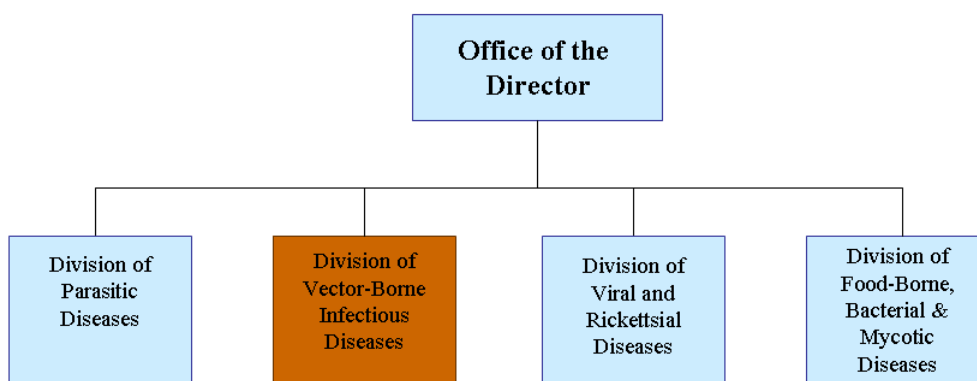 Office of the
Director
Division of
Parasitic
Diseases
Division of
Vector-Borne
Infectious
Diseases
Division of
Viral and
Rickettsial
Diseases
Division of
Food-Borne,
Bacterial &
Mycotic
Diseases